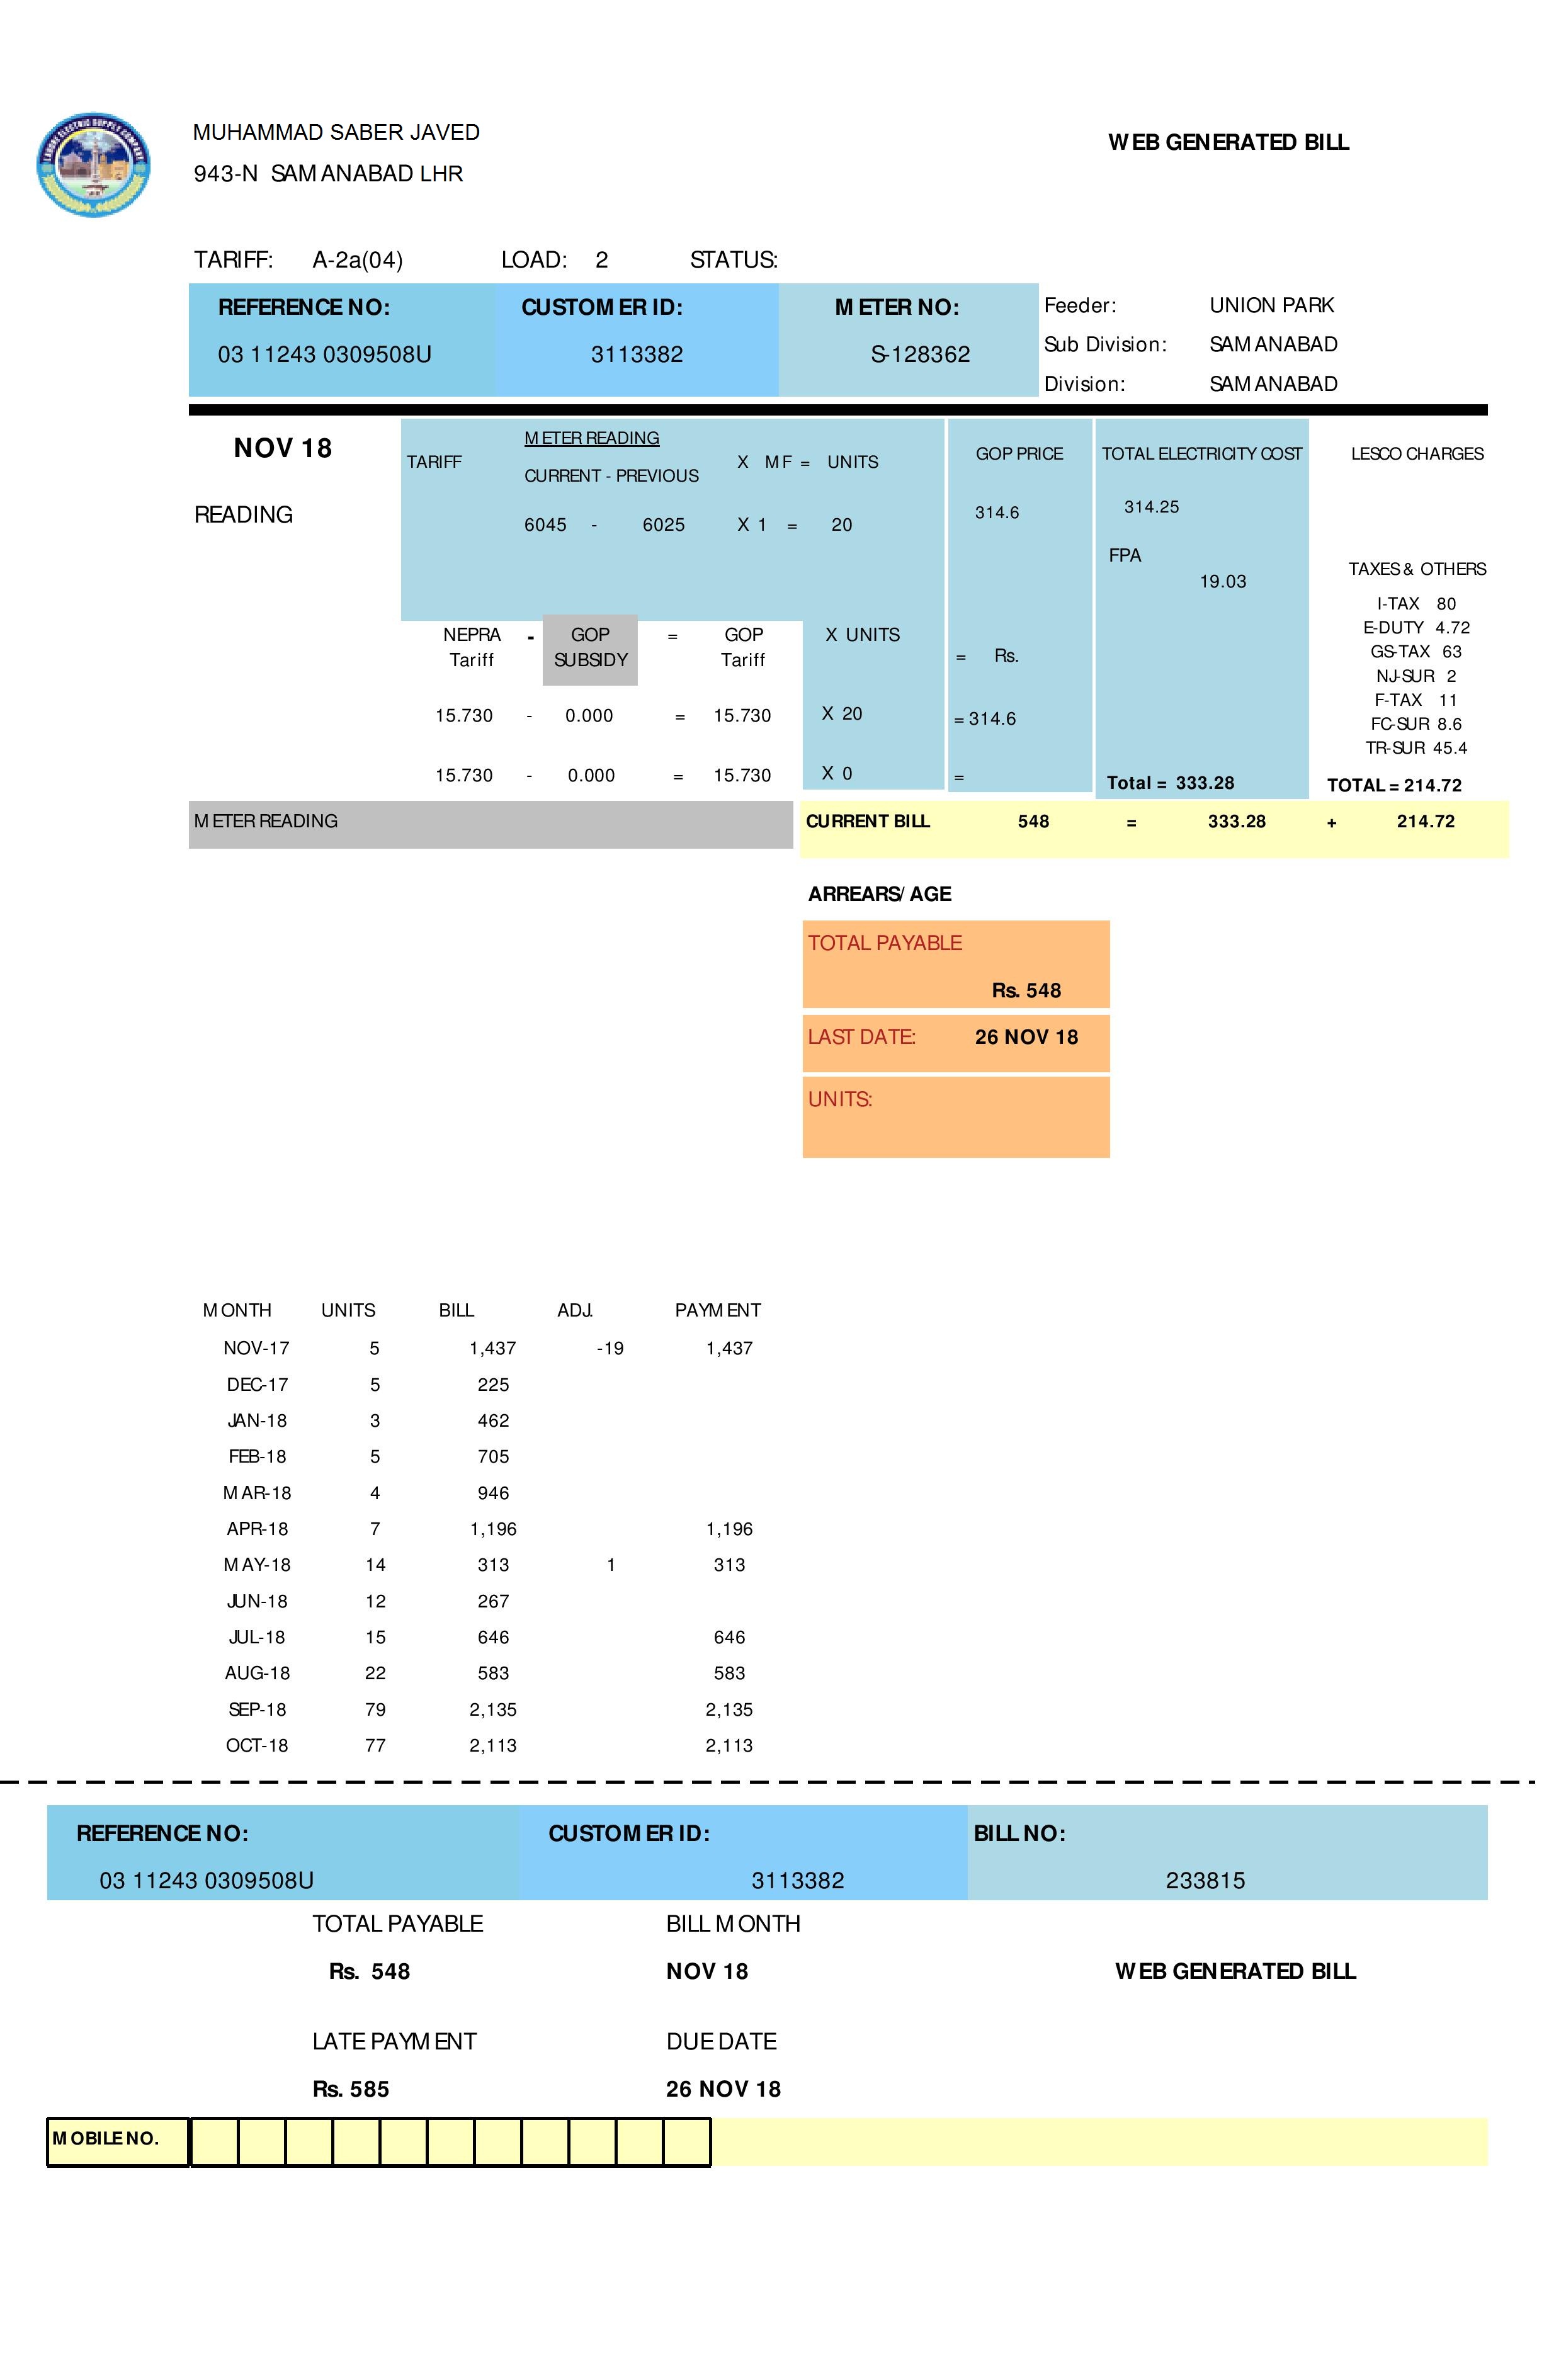 LAHORE ELECTRIC SUPPLY COMPANY
MUHAMMAD SABER JAVED
WEB GENERATED BILL
943-N SAMANABAD LHR
TARIFF: A-2a(04) LOAD: 2 STATUS:
REFERENCE NO: CUSTOMER ID: METER NO: Feeder: UNION PARK
03 11243 0309508U 3113382 S-128362 Sub Division: SAMANABAD
Division: SAMANABAD
NOV 18 METER READING
TARIFF CURRENT - PREVIOUS X MF = UNITS GOP PRICE TOTAL ELECTRICITY COST LESCO CHARGES
READING 6045 - 6025 X 1 = 20 314.6 314.25
FPA
19.03 TAXES & OTHERS
I-TAX 80
E-DUTY 4.72
NEPRA - GOP = GOP X UNITS
Tariff SUBSIDY Tariff = Rs. GS-TAX 63
NJ-SUR 2
F-TAX 11
15.730 - 0.000 = 15.730 X 20 = 314.6 FC-SUR 8.6
TR-SUR 45.4
15.730 - 0.000 = 15.730 X 0 = Total = 333.28 TOTAL = 214.72
METER READING CURRENT BILL 548 = 333.28 + 214.72
ARREARS/ AGE
TOTAL PAYABLE
Rs. 548
LAST DATE: 26 NOV 18
UNITS:
MONTH UNITS BILL ADJ. PAYMENT
NOV-17 5 1,437 -19 1,437
DEC-17 5 225
JAN-18 3 462
FEB-18 5 705
MAR-18 4 946
APR-18 7 1,196 1,196
MAY-18 14 313 1 313
JUN-18 12 267
JUL-18 15 646 646
AUG-18 22 583 583
SEP-18 79 2,135 2,135
OCT-18 77 2,113 2,113
REFERENCE NO: CUSTOMER ID: BILL NO:
03 11243 0309508U 3113382 233815
TOTAL PAYABLE BILL MONTH
Rs. 548 NOV 18 WEB GENERATED BILL
LATE PAYMENT DUE DATE
Rs. 585 26 NOV 18
MOBILE NO.